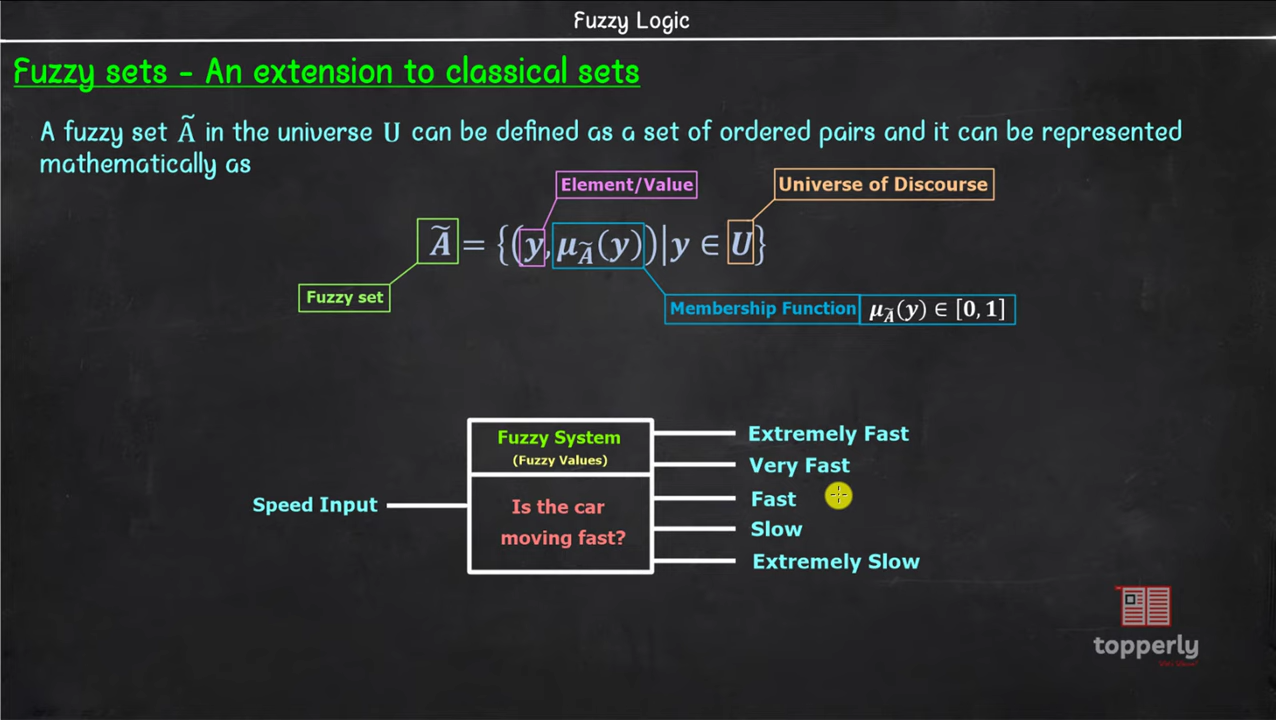 Fuzzy Logic
Fuzzy sets - An extension to classical sets
A fuzzy set Ã in the universe U can be defined as a set of ordered pairs and it can be represented
mathematically as
Element/Value
Universe of Discourse
Ã = {(y, μ_Ã(y))|y ∈ U}
Fuzzy set
Membership Function μ_Ã(y) ∈ [0, 1]
Fuzzy System
(Fuzzy Values)
Speed Input
Is the car
moving fast?
Extremely Fast
Very Fast
Fast
Slow
Extremely Slow
topperly